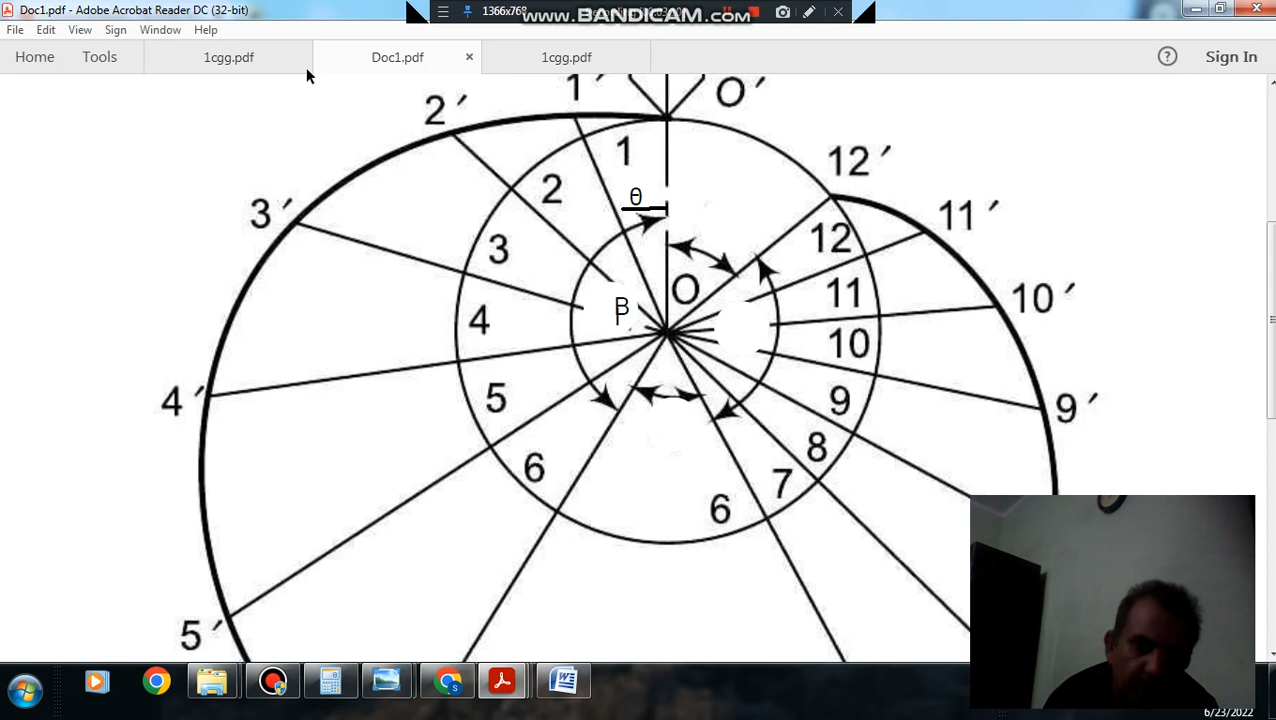 Doc1.pdf - Adobe Acrobat Reader DC (32-bit)
1366x768
www.BANDICAM.com
File Edit View Sign Window Help
Home Tools 1cgg.pdf Doc1.pdf 1cgg.pdf Sign In
1′ O′
2′
12′
1
2 θ
3′ 11′
3 12
O
11 10′
4 β
10
4′ 5 9 9′
6 8
7
6
5′
6/23/2022